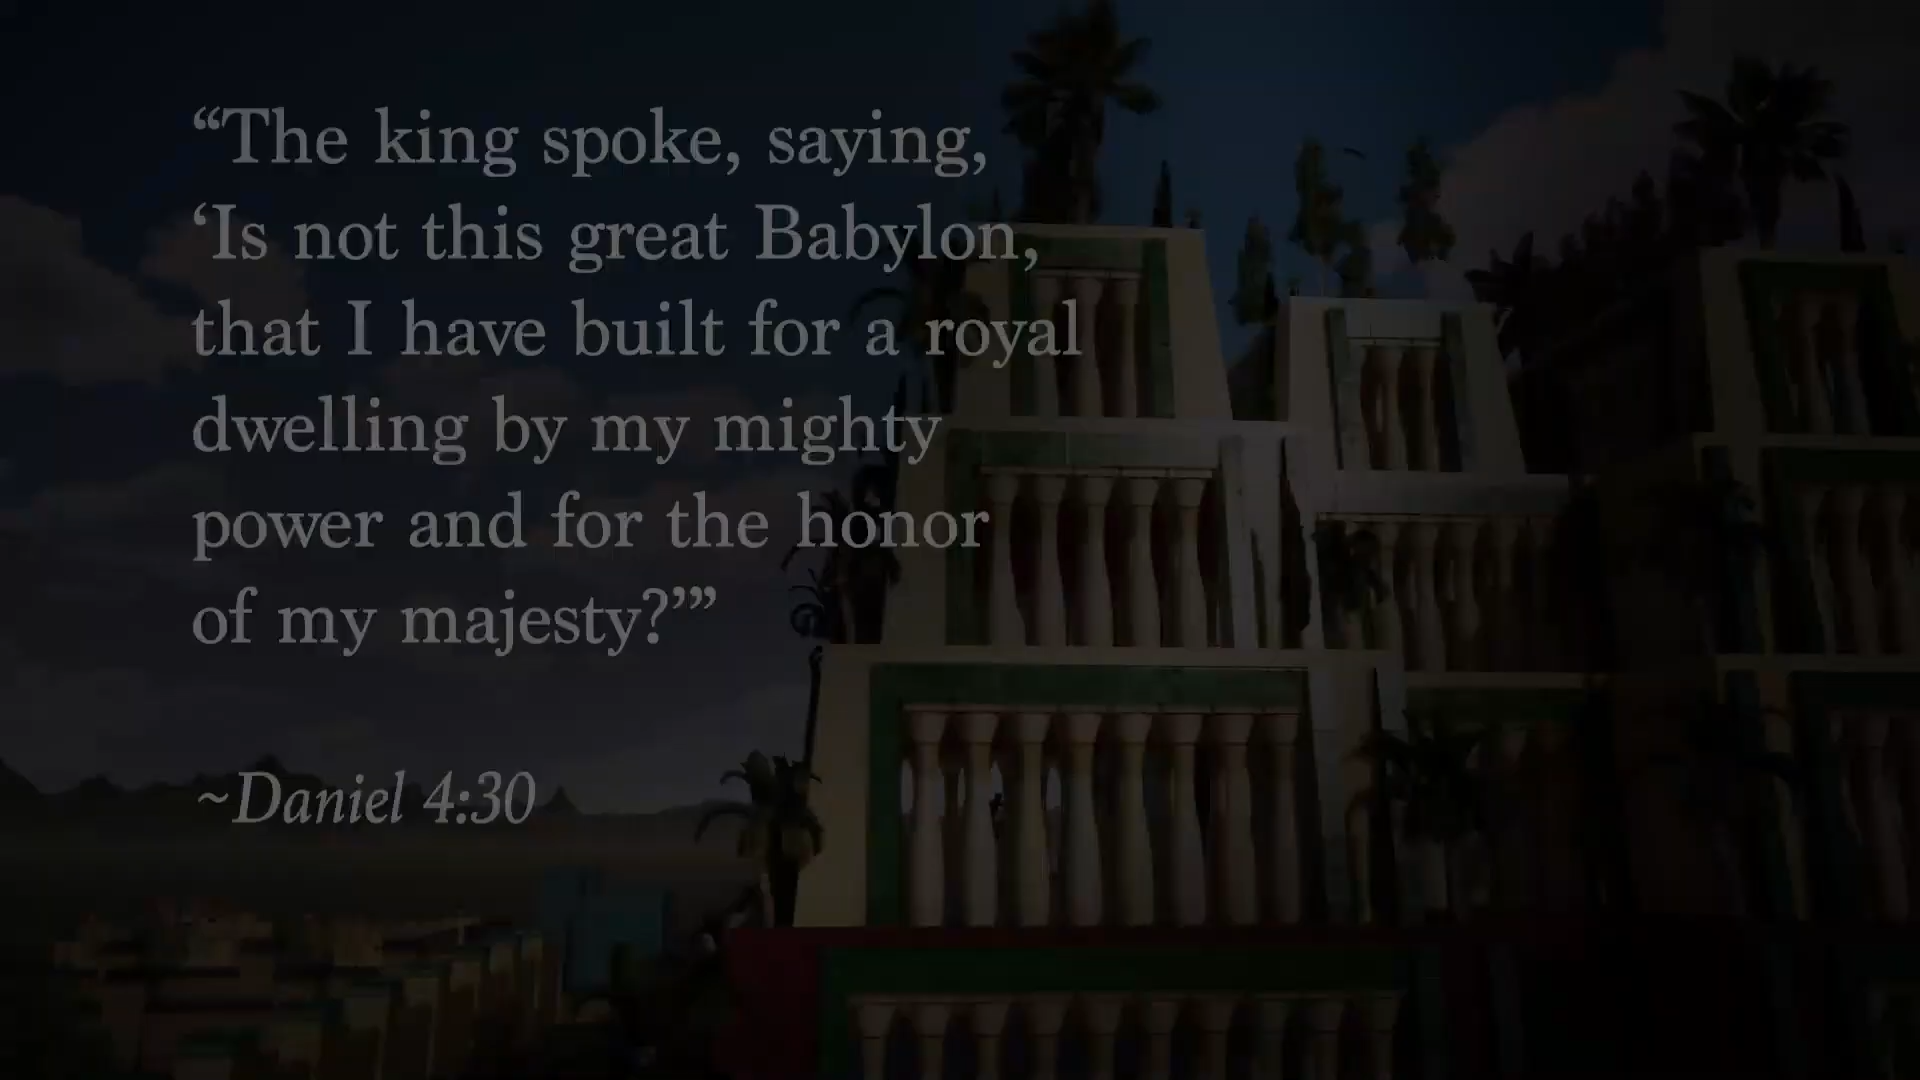 “The king spoke, saying,
‘Is not this great Babylon,
that I have built for a royal
dwelling by my mighty
power and for the honor
of my majesty?’”
~Daniel 4:30